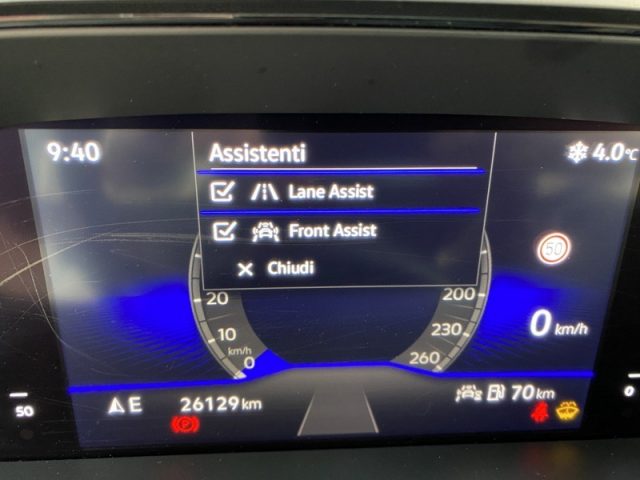 9:40
Assistenti
4.0°C
Lane Assist
Front Assist
Chiudi
50
20
200
10
230
0 km/h
km/h
0
260
E
26129 km
70 km
50
0
P